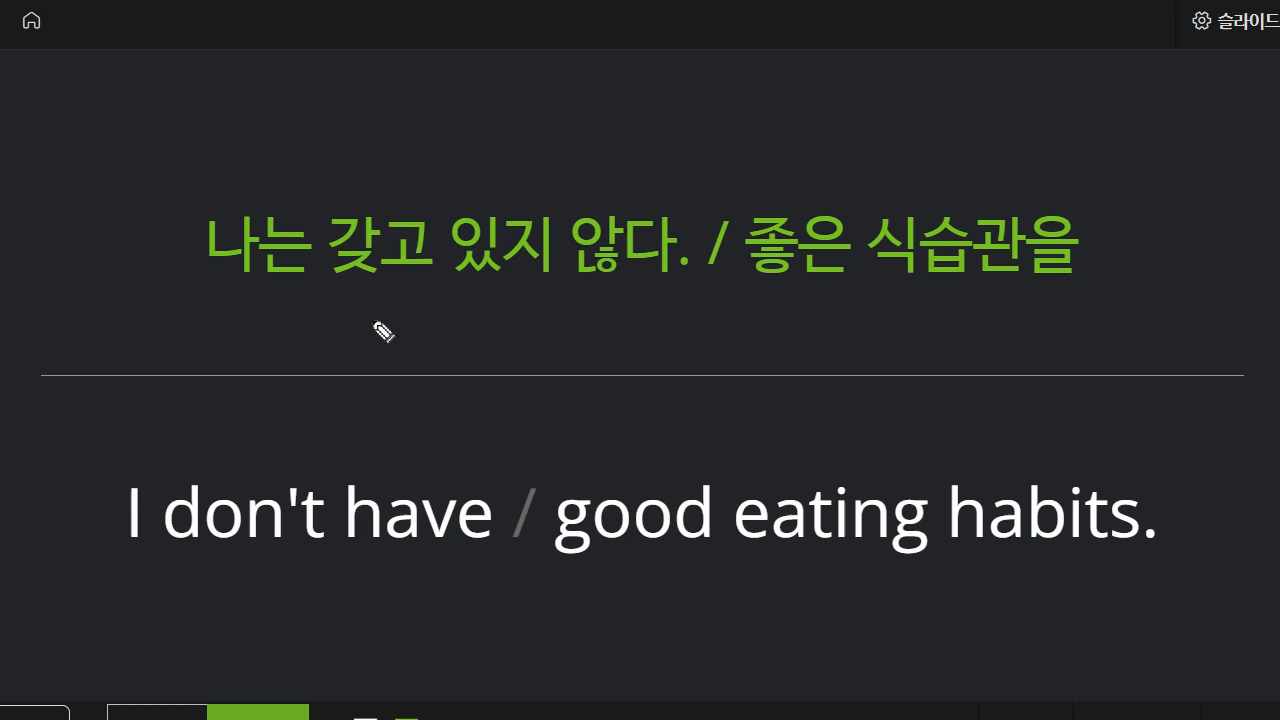 슬라이드
나는 갖고 있지 않다. / 좋은 식습관을
I don't have / good eating habits.